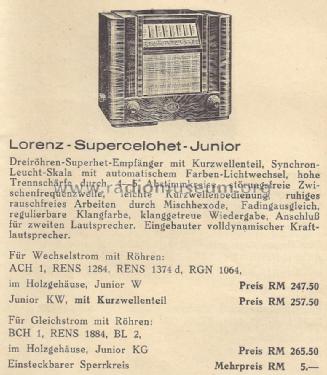 Lorenz-Supercelohet-Junior
Dreiröhren-Superhet-Empfänger mit Kurzwellenteil, Synchron-
Leucht-Skala mit automatischem Farben-Lichtwechsel, hohe
Trennschärfe durch 4-5 Abstimmkreise, störungsfreie Zwi-
schenfrequenzwelle, leichte Kurzwellenbedienung, ruhiges
rauschfreies Arbeiten durch Mischhexode, Fadingausgleich,
regulierbare Klangfarbe, klanggetreue Wiedergabe, Anschluß
für zweiten Lautsprecher. Eingebauter volldynamischer Kraft-
lautsprecher.
www.radiomuseum.org
Für Wechselstrom mit Röhren:
ACH 1, RENS 1284, RENS 1374 d, RGN 1064,
im Holzgehäuse, Junior W Preis RM 247.50
Junior KW, mit Kurzwellenteil Preis RM 257.50
Für Gleichstrom mit Röhren:
BCH 1, RENS 1884, BL 2,
im Holzgehäuse, Junior KG Preis RM 265.50
Einsteckbarer Sperrkreis Mehrpreis RM 5,—